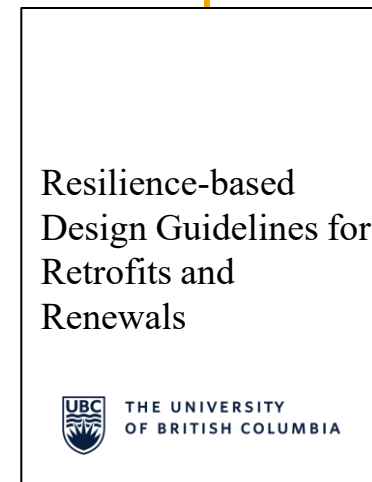 Resilience-based
Design Guidelines for
Retrofits and
Renewals
UBC
THE UNIVERSITY
OF BRITISH COLUMBIA